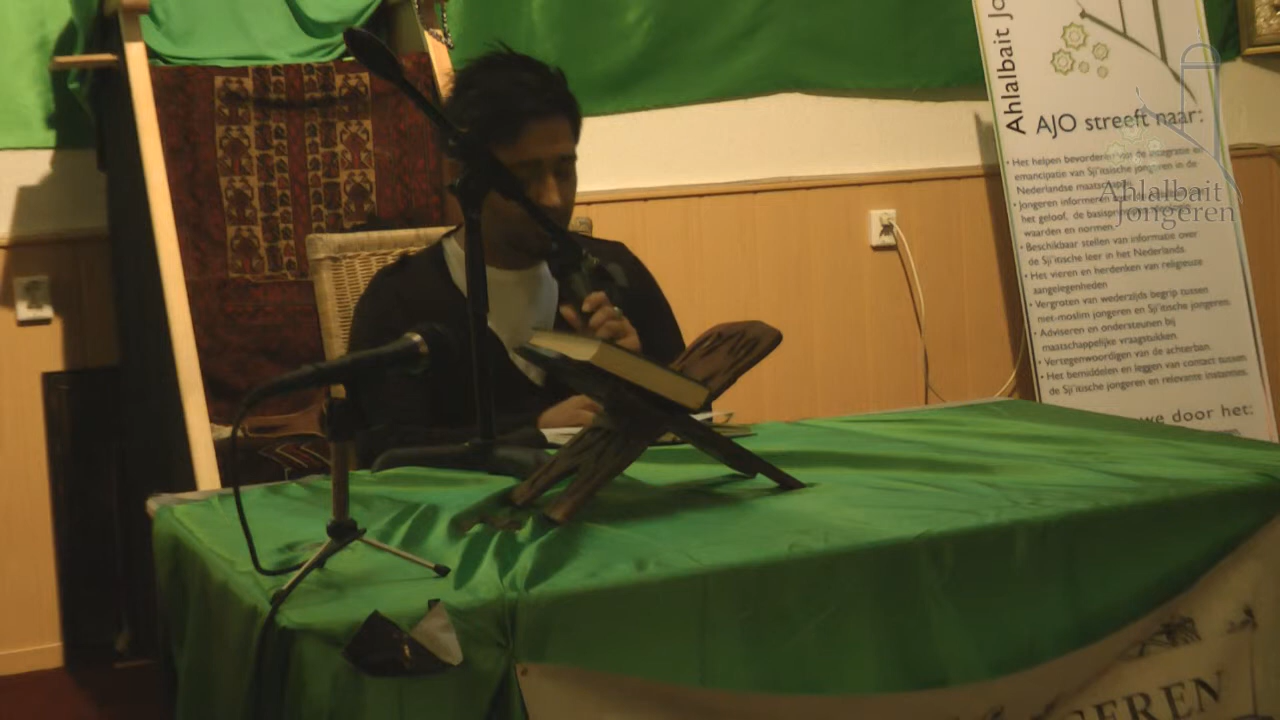 Ahlalbait Jo
AJO streeft naar:
• Het helpen bevorderen van de integratie en
emancipatie van Sji'itische jongeren in de
Nederlandse maatschappij
• Jongeren informeren
het geloof, de basispri
waarden en normen.
• Beschikbaar stellen van informatie over
de Sji'itische leer in het Nederlands.
• Het vieren en herdenken van religieuze
aangelegenheden
• Vergroten van wederzijds begrip tussen
niet-moslim jongeren en Sji'itische jongeren
• Adviseren en ondersteunen bij
maatschappelijke vraagstukken.
• Vertegenwoordigen van de achterban.
• Het bemiddelen en leggen van contact tussen
de Sji'itische jongeren en relevante instanties.
we door het:
Ahlalbait
Jongeren
GEREN